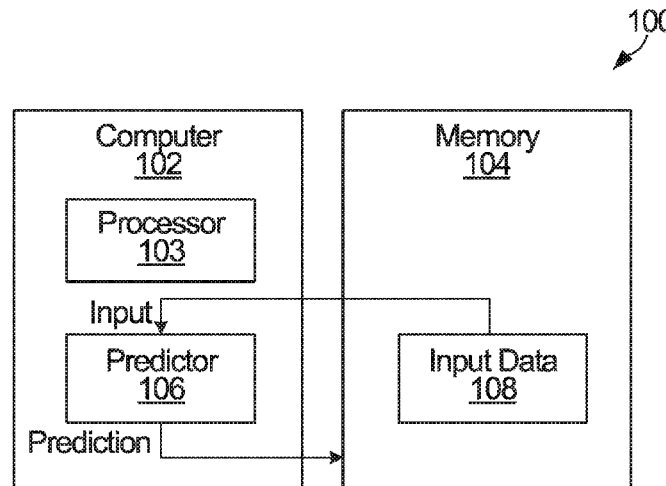 100
Computer
102
Memory
104
Processor
103
Input
Predictor
106
Input Data
108
Prediction